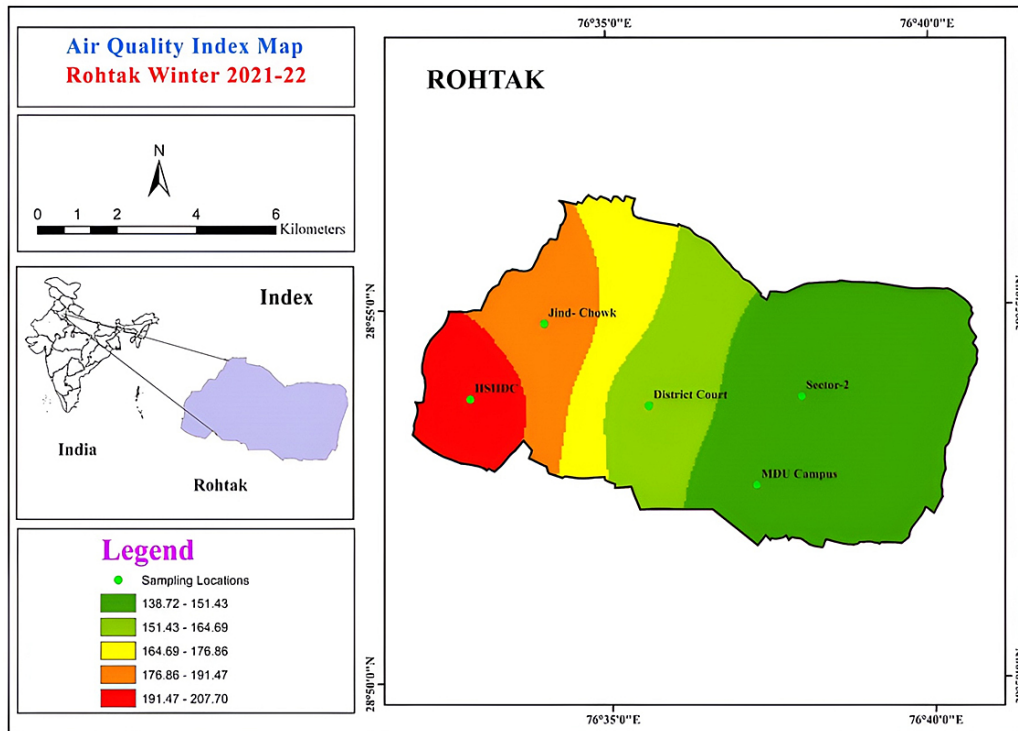 Air Quality Index Map
Rohtak Winter 2021-22
N
0 1 2 4 6
Kilometers
Index
India
Rohtak
Legend
Sampling Locations
138.72 - 151.43
151.43 - 164.69
164.69 - 176.86
176.86 - 191.47
191.47 - 207.70
76°35'0"E 76°40'0"E
ROHTAK
28°55'0"N
Jind- Chowk
HSHDC
District Court
Sector-2
MDU Campus
28°50'0"N
76°35'0"E 76°40'0"E